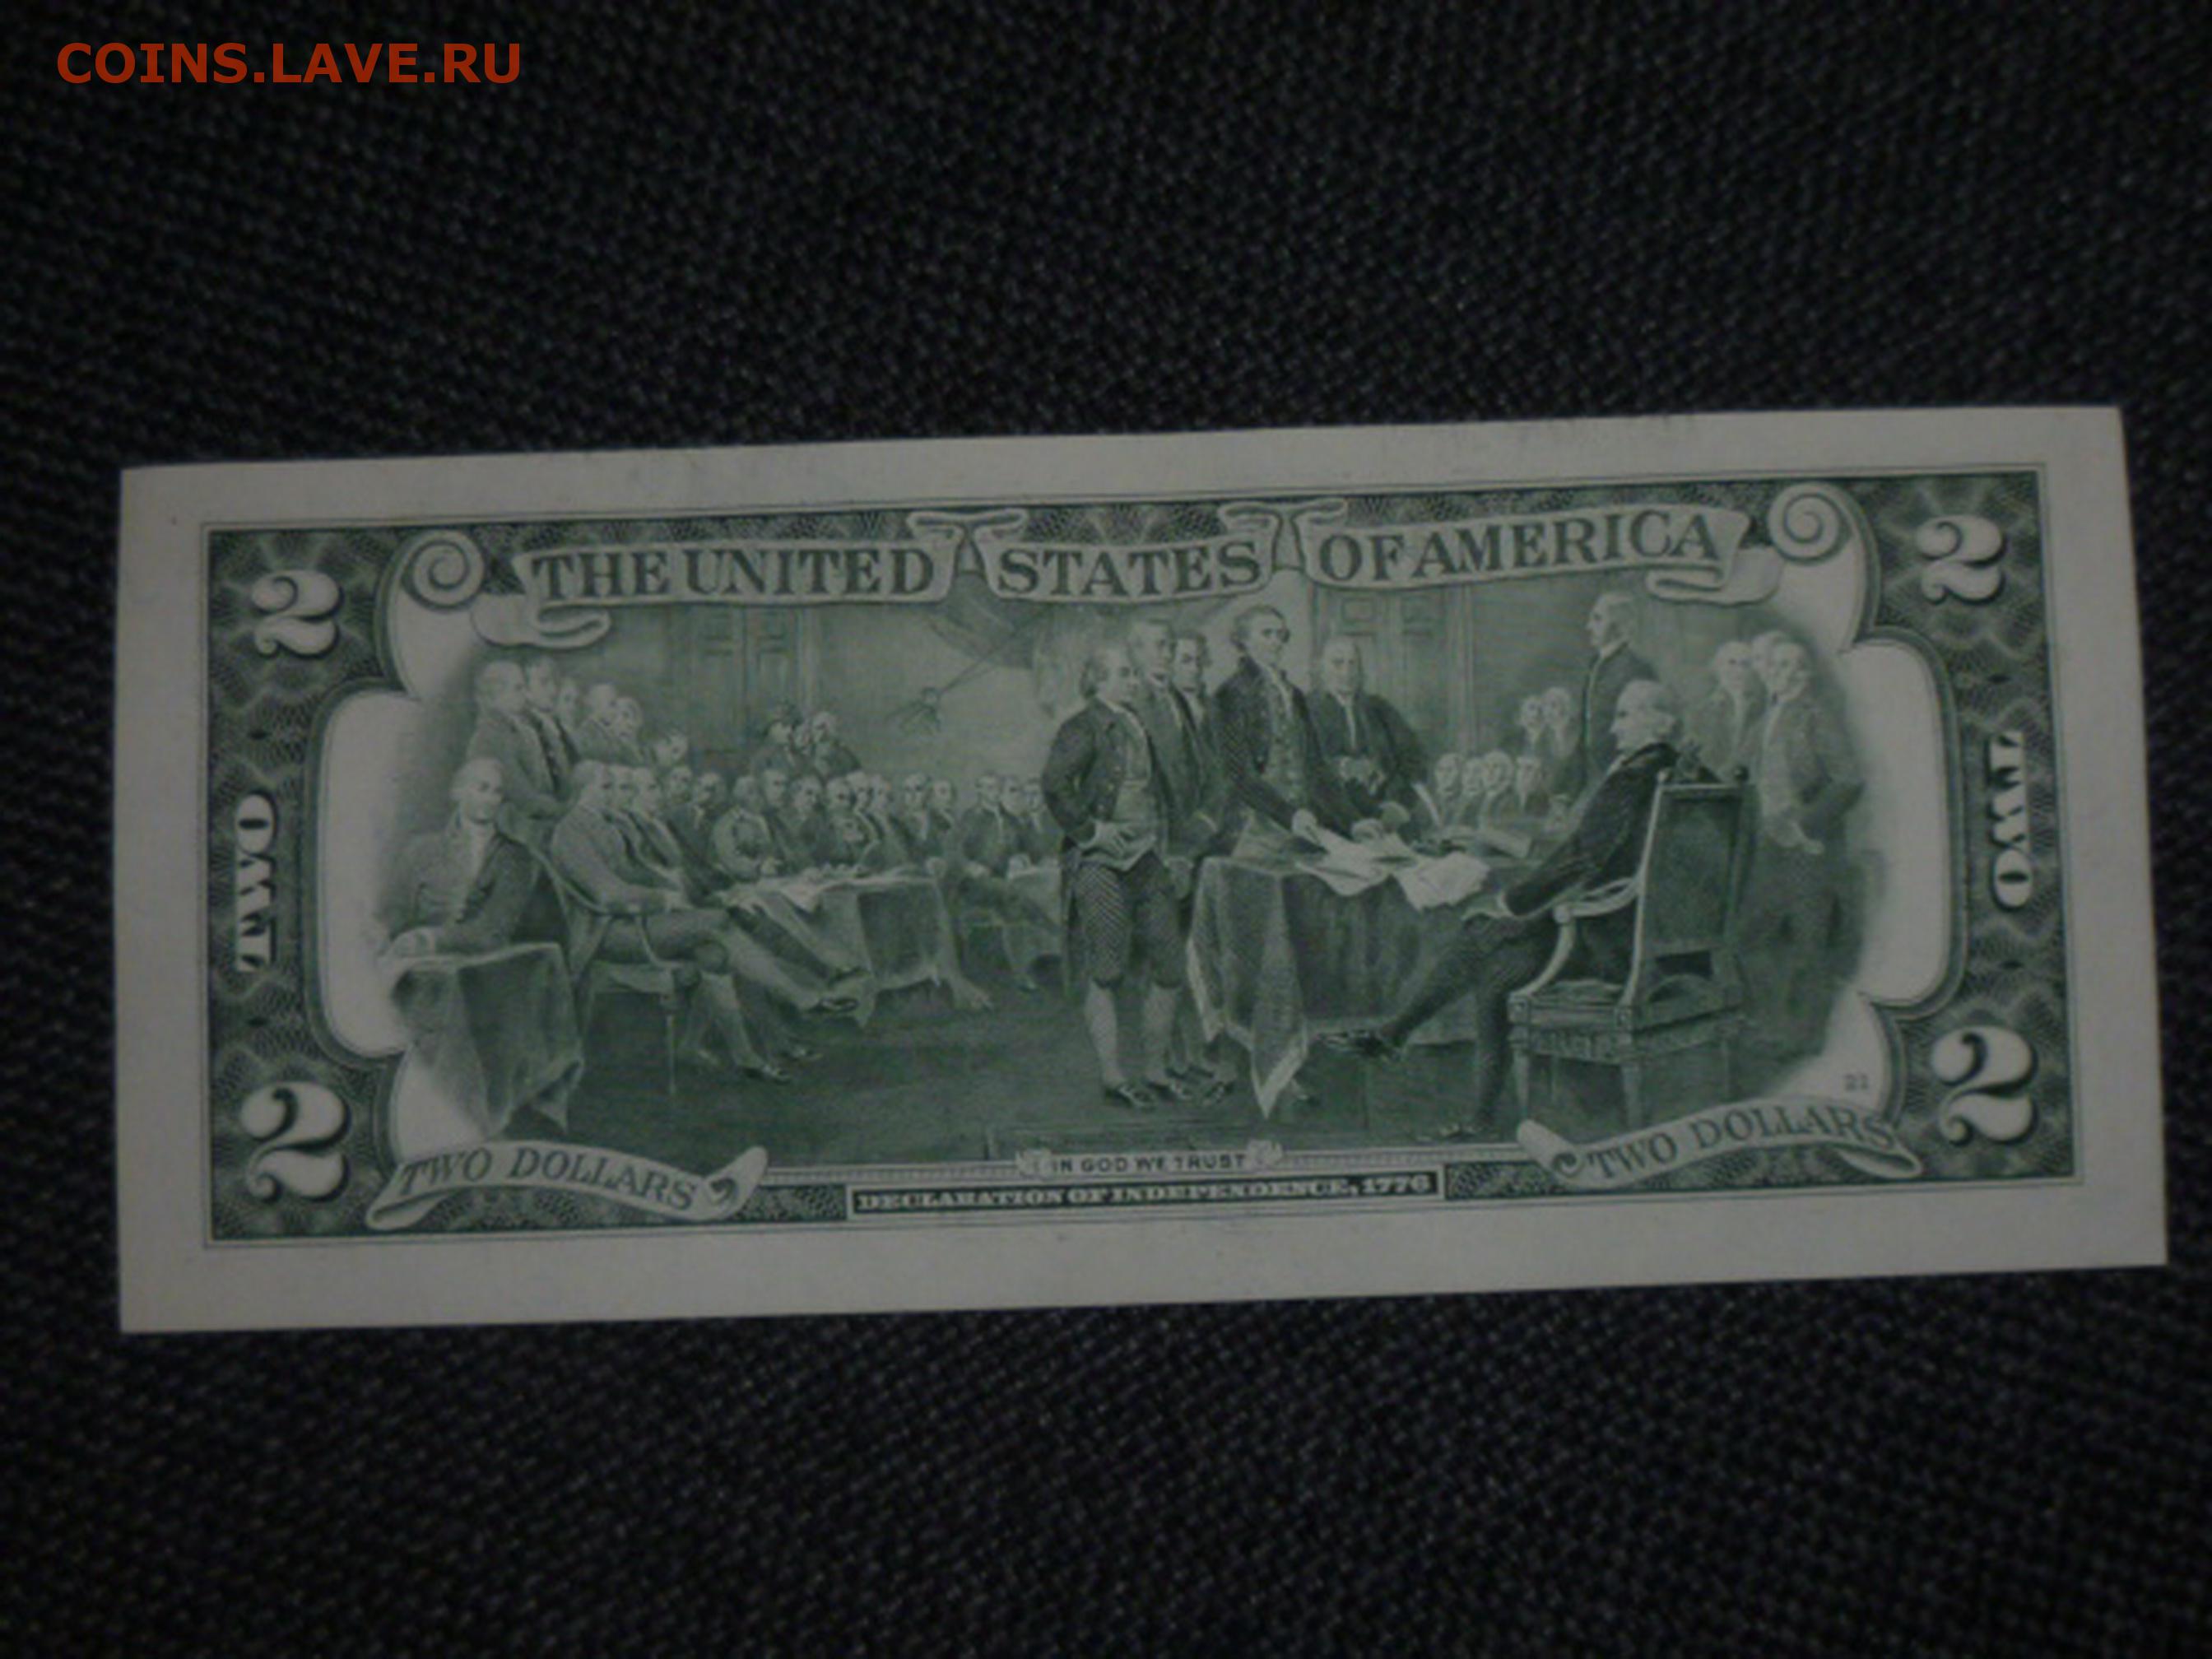 COINS.LAVE.RU
THE UNITED STATES OF AMERICA
2
2
TWO
TWO
21
2
2
TWO DOLLARS
TWO DOLLARS
IN GOD WE TRUST
DECLARATION OF INDEPENDENCE, 1776